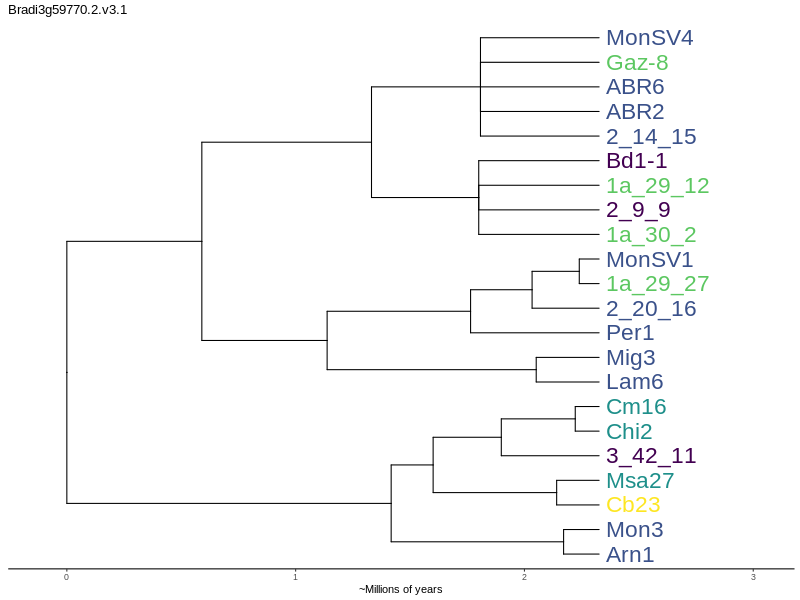 Bradi3g59770.2.v3.1
MonSV4
Gaz-8
ABR6
ABR2
2_14_15
Bd1-1
1a_29_12
2_9_9
1a_30_2
MonSV1
1a_29_27
2_20_16
Per1
Mig3
Lam6
Cm16
Chi2
3_42_11
Msa27
Cb23
Mon3
Arn1
0 1 2 3
~Millions of years